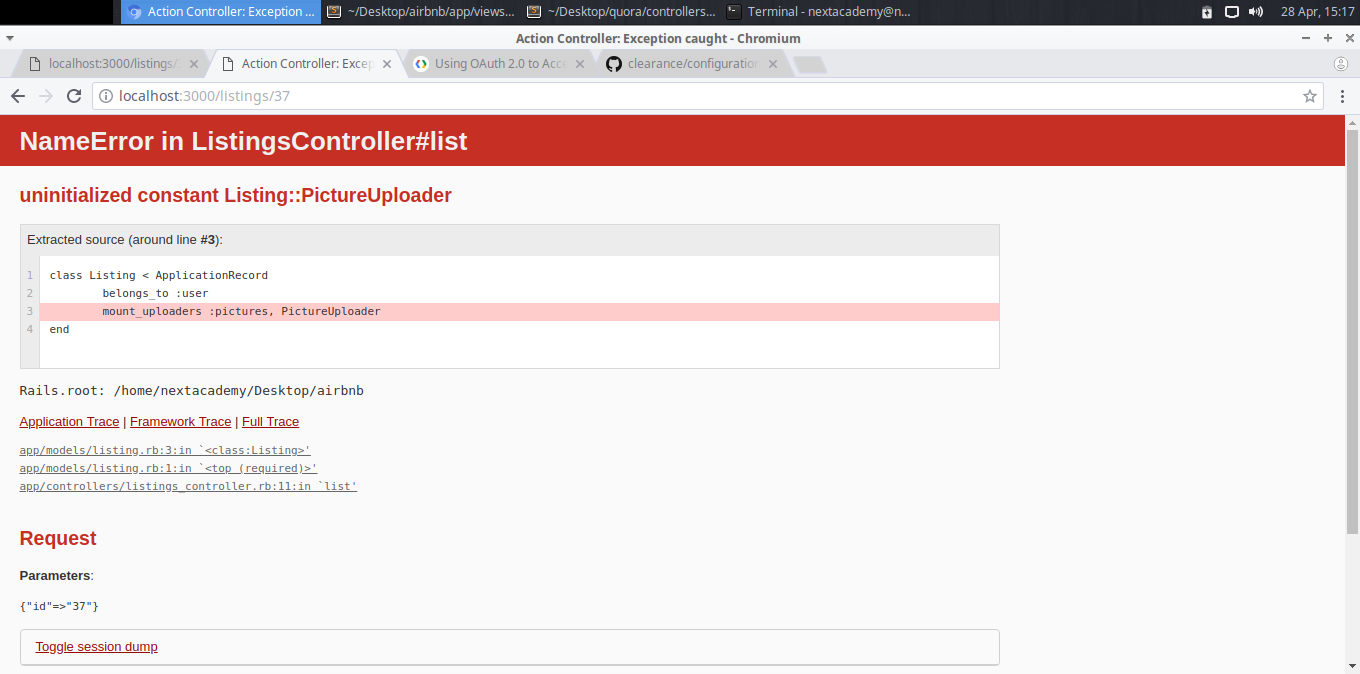 Action Controller: Exception ...
~/Desktop/airbnb/app/views...
~/Desktop/quora/controllers...
Terminal - nextacademy@n...
28 Apr, 15:17
Action Controller: Exception caught - Chromium
localhost:3000/listings/
Action Controller: Excep
Using OAuth 2.0 to Acce
clearance/configuration
localhost:3000/listings/37
NameError in ListingsController#list
uninitialized constant Listing::PictureUploader
Extracted source (around line #3):
1 class Listing < ApplicationRecord
2 belongs_to :user
3 mount_uploaders :pictures, PictureUploader
4 end
Rails.root: /home/nextacademy/Desktop/airbnb
Application Trace | Framework Trace | Full Trace
app/models/listing.rb:3:in `<class:Listing>'
app/models/listing.rb:1:in `<top (required)>'
app/controllers/listings_controller.rb:11:in `list'
Request
Parameters:
{"id"=>"37"}
Toggle session dump